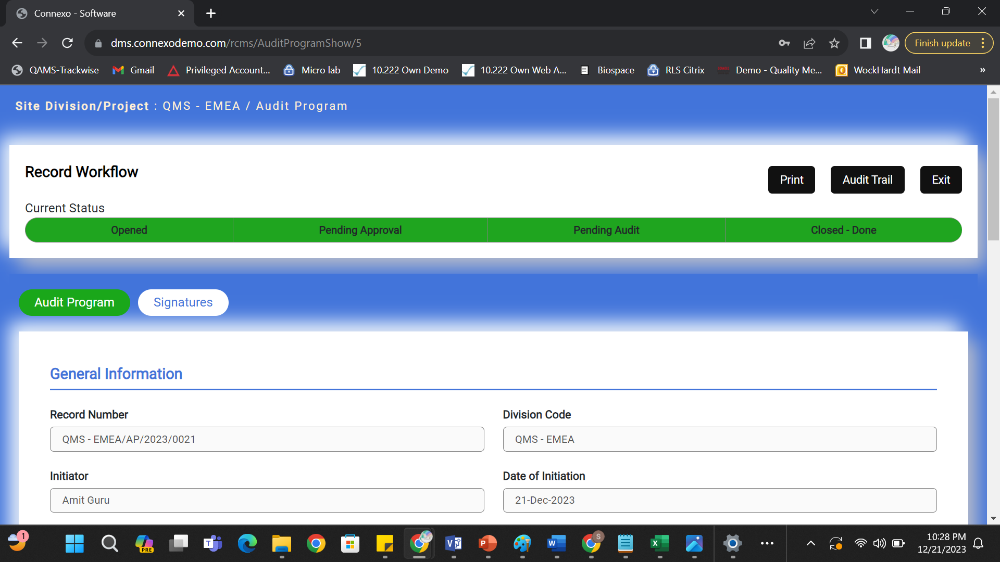 Connexo - Software
dms.connexodemo.com/rcms/AuditProgramShow/5
Finish update
QAMS-Trackwise
Gmail
Privileged Account...
Micro lab
10.222 Own Demo
10.222 Own Web A...
Biospace
RLS Citrix
Demo - Quality Me...
WockHardt Mail
»
Site Division/Project : QMS - EMEA / Audit Program
Record Workflow
Print
Audit Trail
Exit
Current Status
Opened
Pending Approval
Pending Audit
Closed - Done
Audit Program
Signatures
General Information
Record Number
Division Code
QMS - EMEA/AP/2023/0021
QMS - EMEA
Initiator
Date of Initiation
Amit Guru
21-Dec-2023
1
PRE
T
V
P
W
S
X
10:28 PM
12/21/2023